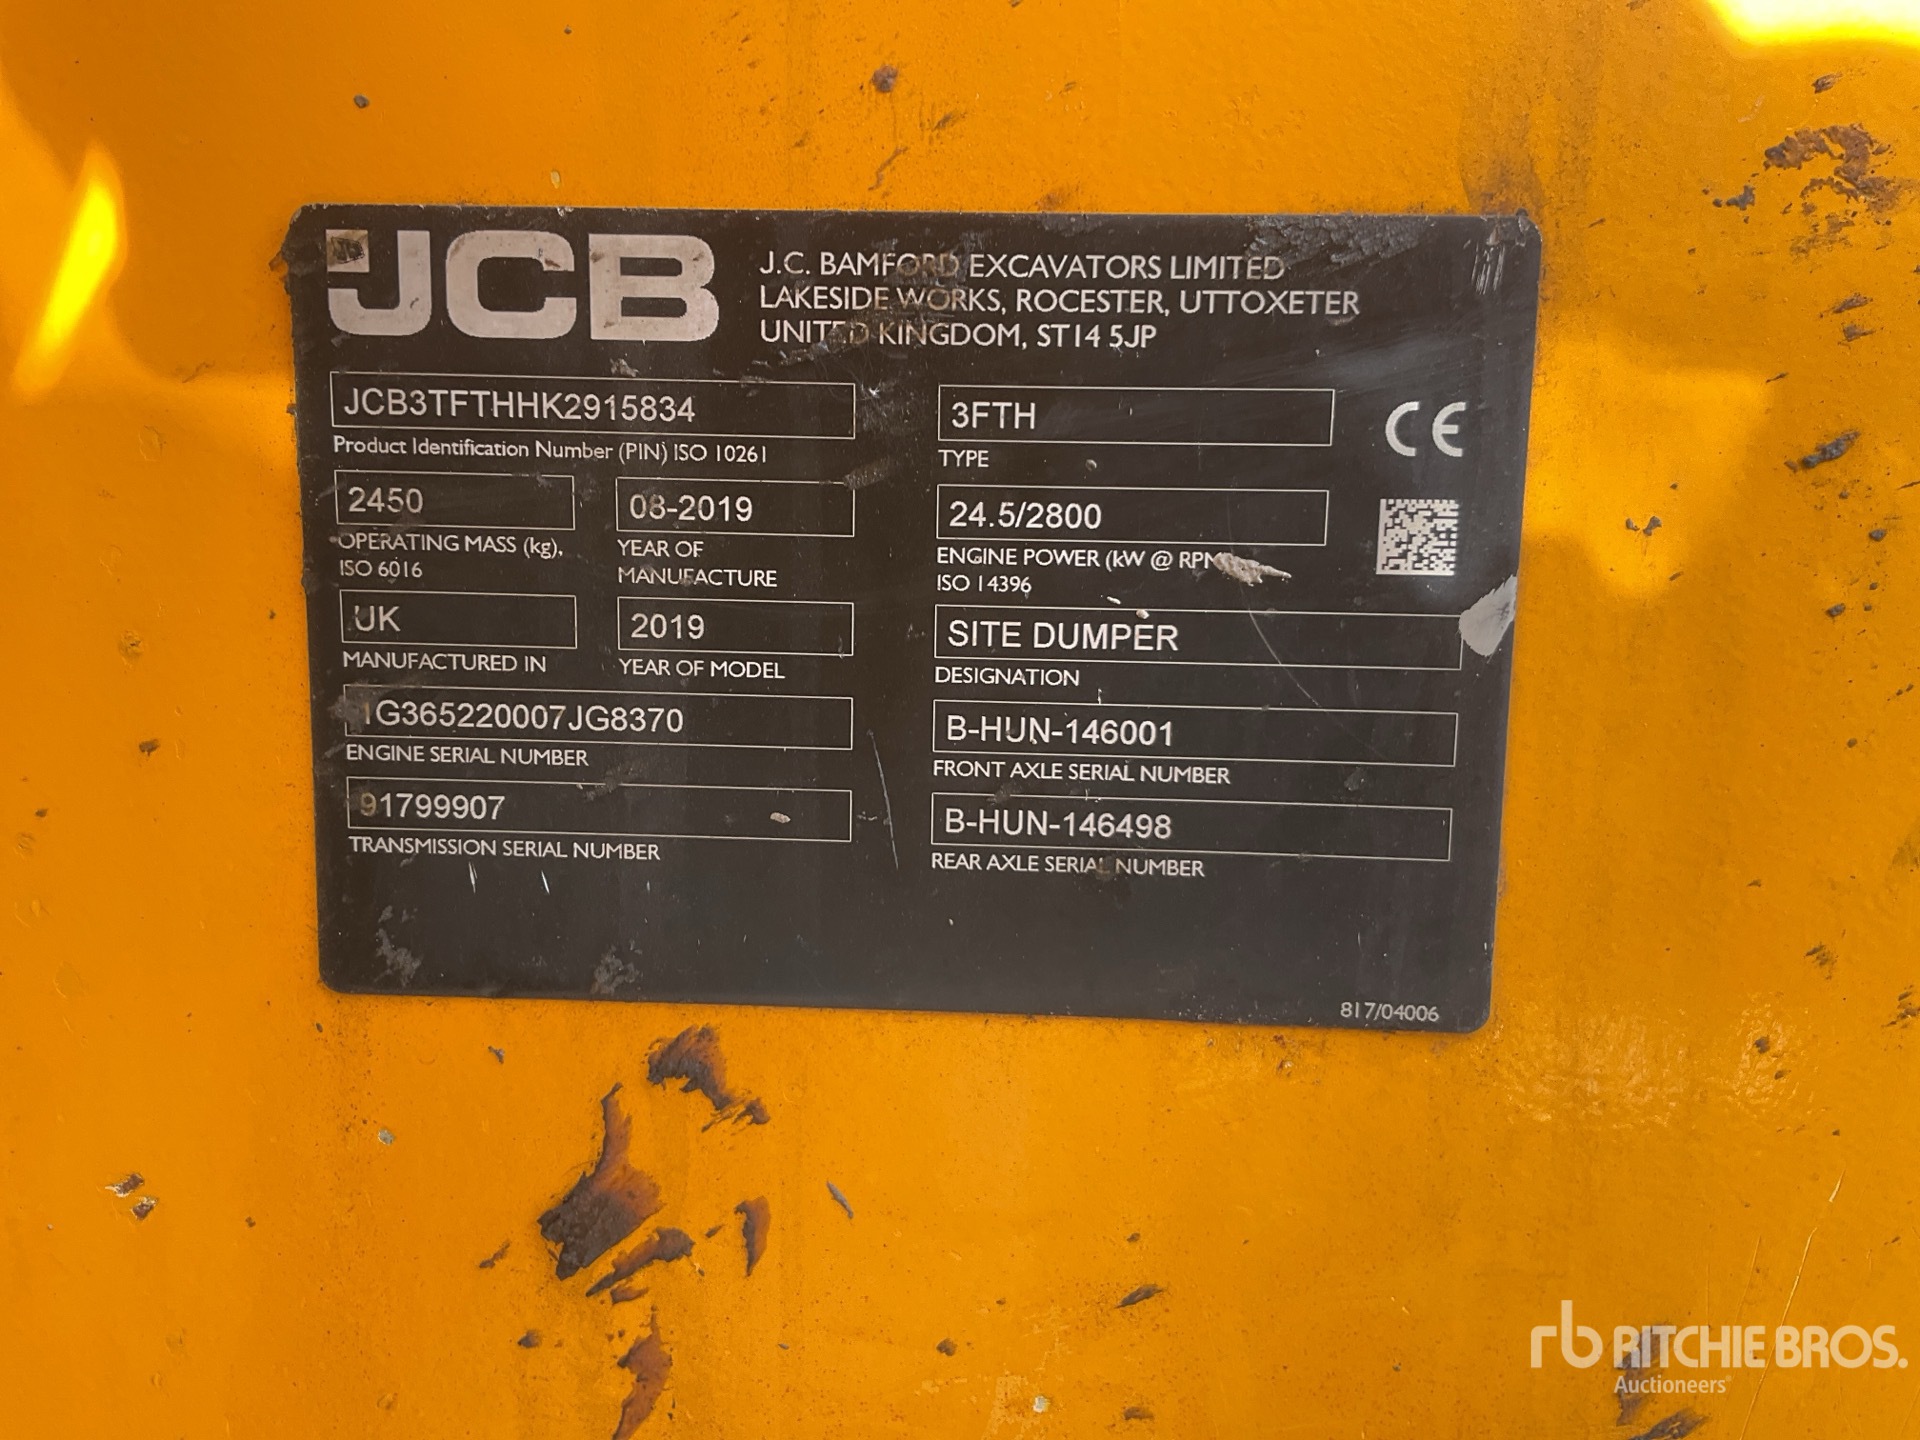 JCB
J.C. BAMFORD EXCAVATORS LIMITED
LAKESIDE WORKS, ROCESTER, UTTOXETER
UNITED KINGDOM, ST14 5JP
JCB3TFTHHK2915834
Product Identification Number (PIN) ISO 10261
3FTH
TYPE
CE
2450
OPERATING MASS (kg),
ISO 6016
08-2019
YEAR OF
MANUFACTURE
24.5/2800
ENGINE POWER (kW @ RPM
ISO 14396
UK
MANUFACTURED IN
2019
YEAR OF MODEL
SITE DUMPER
DESIGNATION
1G365220007JG8370
ENGINE SERIAL NUMBER
B-HUN-146001
FRONT AXLE SERIAL NUMBER
91799907
TRANSMISSION SERIAL NUMBER
B-HUN-146498
REAR AXLE SERIAL NUMBER
817/04006
rb RITCHIE BROS.
Auctioneers